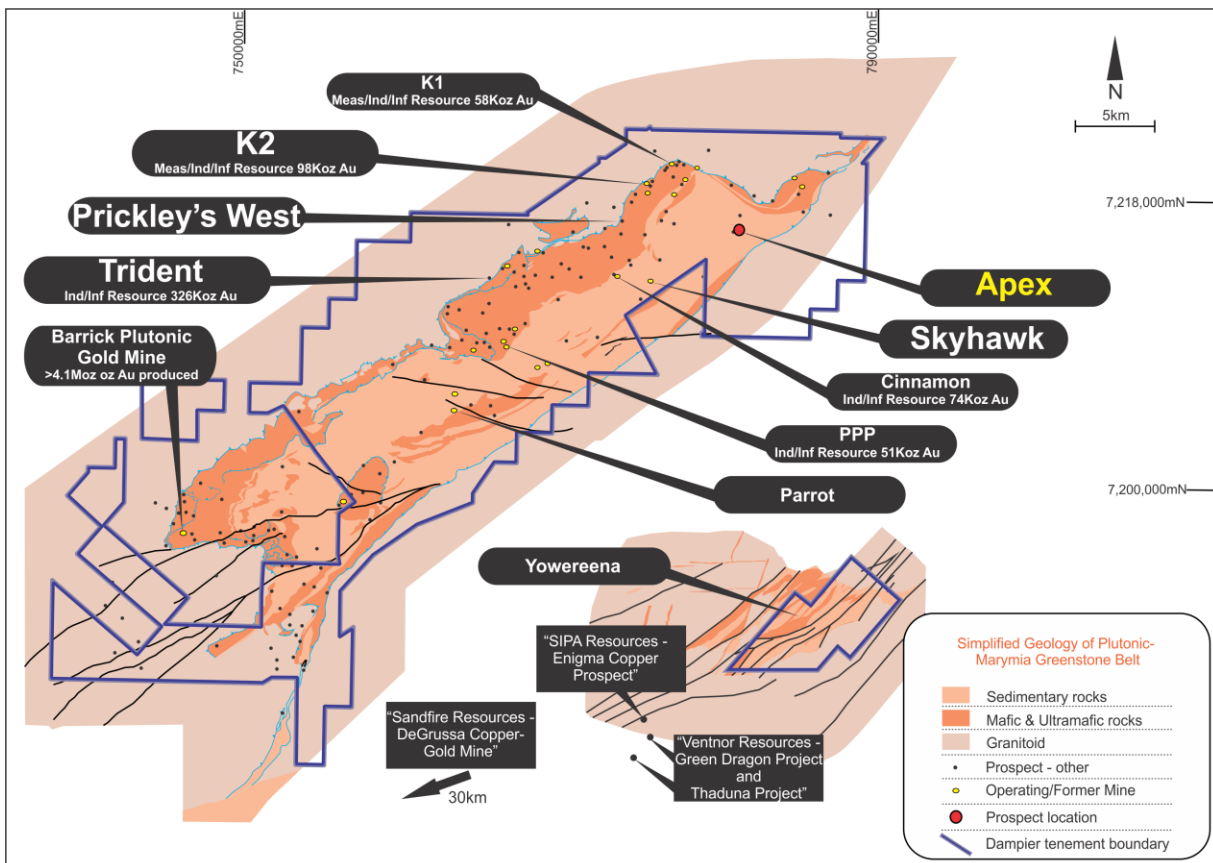 750000mE
790000mE
N
5km
K1
Meas/Ind/Inf Resource 58Koz Au
K2
Meas/Ind/Inf Resource 98Koz Au
Prickley's West
Trident
Ind/Inf Resource 326Koz Au
Barrick Plutonic
Gold Mine
>4.1Moz oz Au produced
7,218,000mN
Apex
Skyhawk
Cinnamon
Ind/Inf Resource 74Koz Au
PPP
Ind/Inf Resource 51Koz Au
Parrot
7,200,000mN
Yowereena
"SIPA Resources -
Enigma Copper
Prospect"
"Sandfire Resources -
DeGrussa Copper-
Gold Mine"
30km
"Ventnor Resources -
Green Dragon Project
and
Thaduna Project"
Simplified Geology of Plutonic-
Marymia Greenstone Belt
Sedimentary rocks
Mafic & Ultramafic rocks
Granitoid
Prospect - other
Operating/Former Mine
Prospect location
Dampier tenement boundary